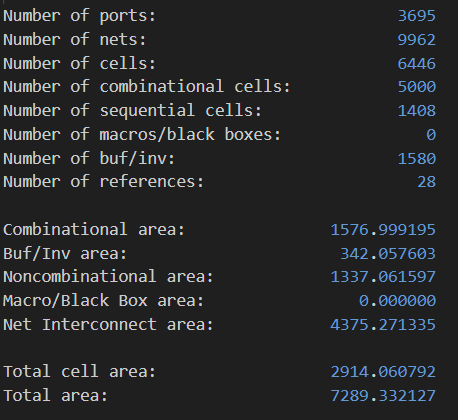 Number of ports: 3695
Number of nets: 9962
Number of cells: 6446
Number of combinational cells: 5000
Number of sequential cells: 1408
Number of macros/black boxes: 0
Number of buf/inv: 1580
Number of references: 28
Combinational area: 1576.999195
Buf/Inv area: 342.057603
Noncombinational area: 1337.061597
Macro/Black Box area: 0.000000
Net Interconnect area: 4375.271335
Total cell area: 2914.060792
Total area: 7289.332127